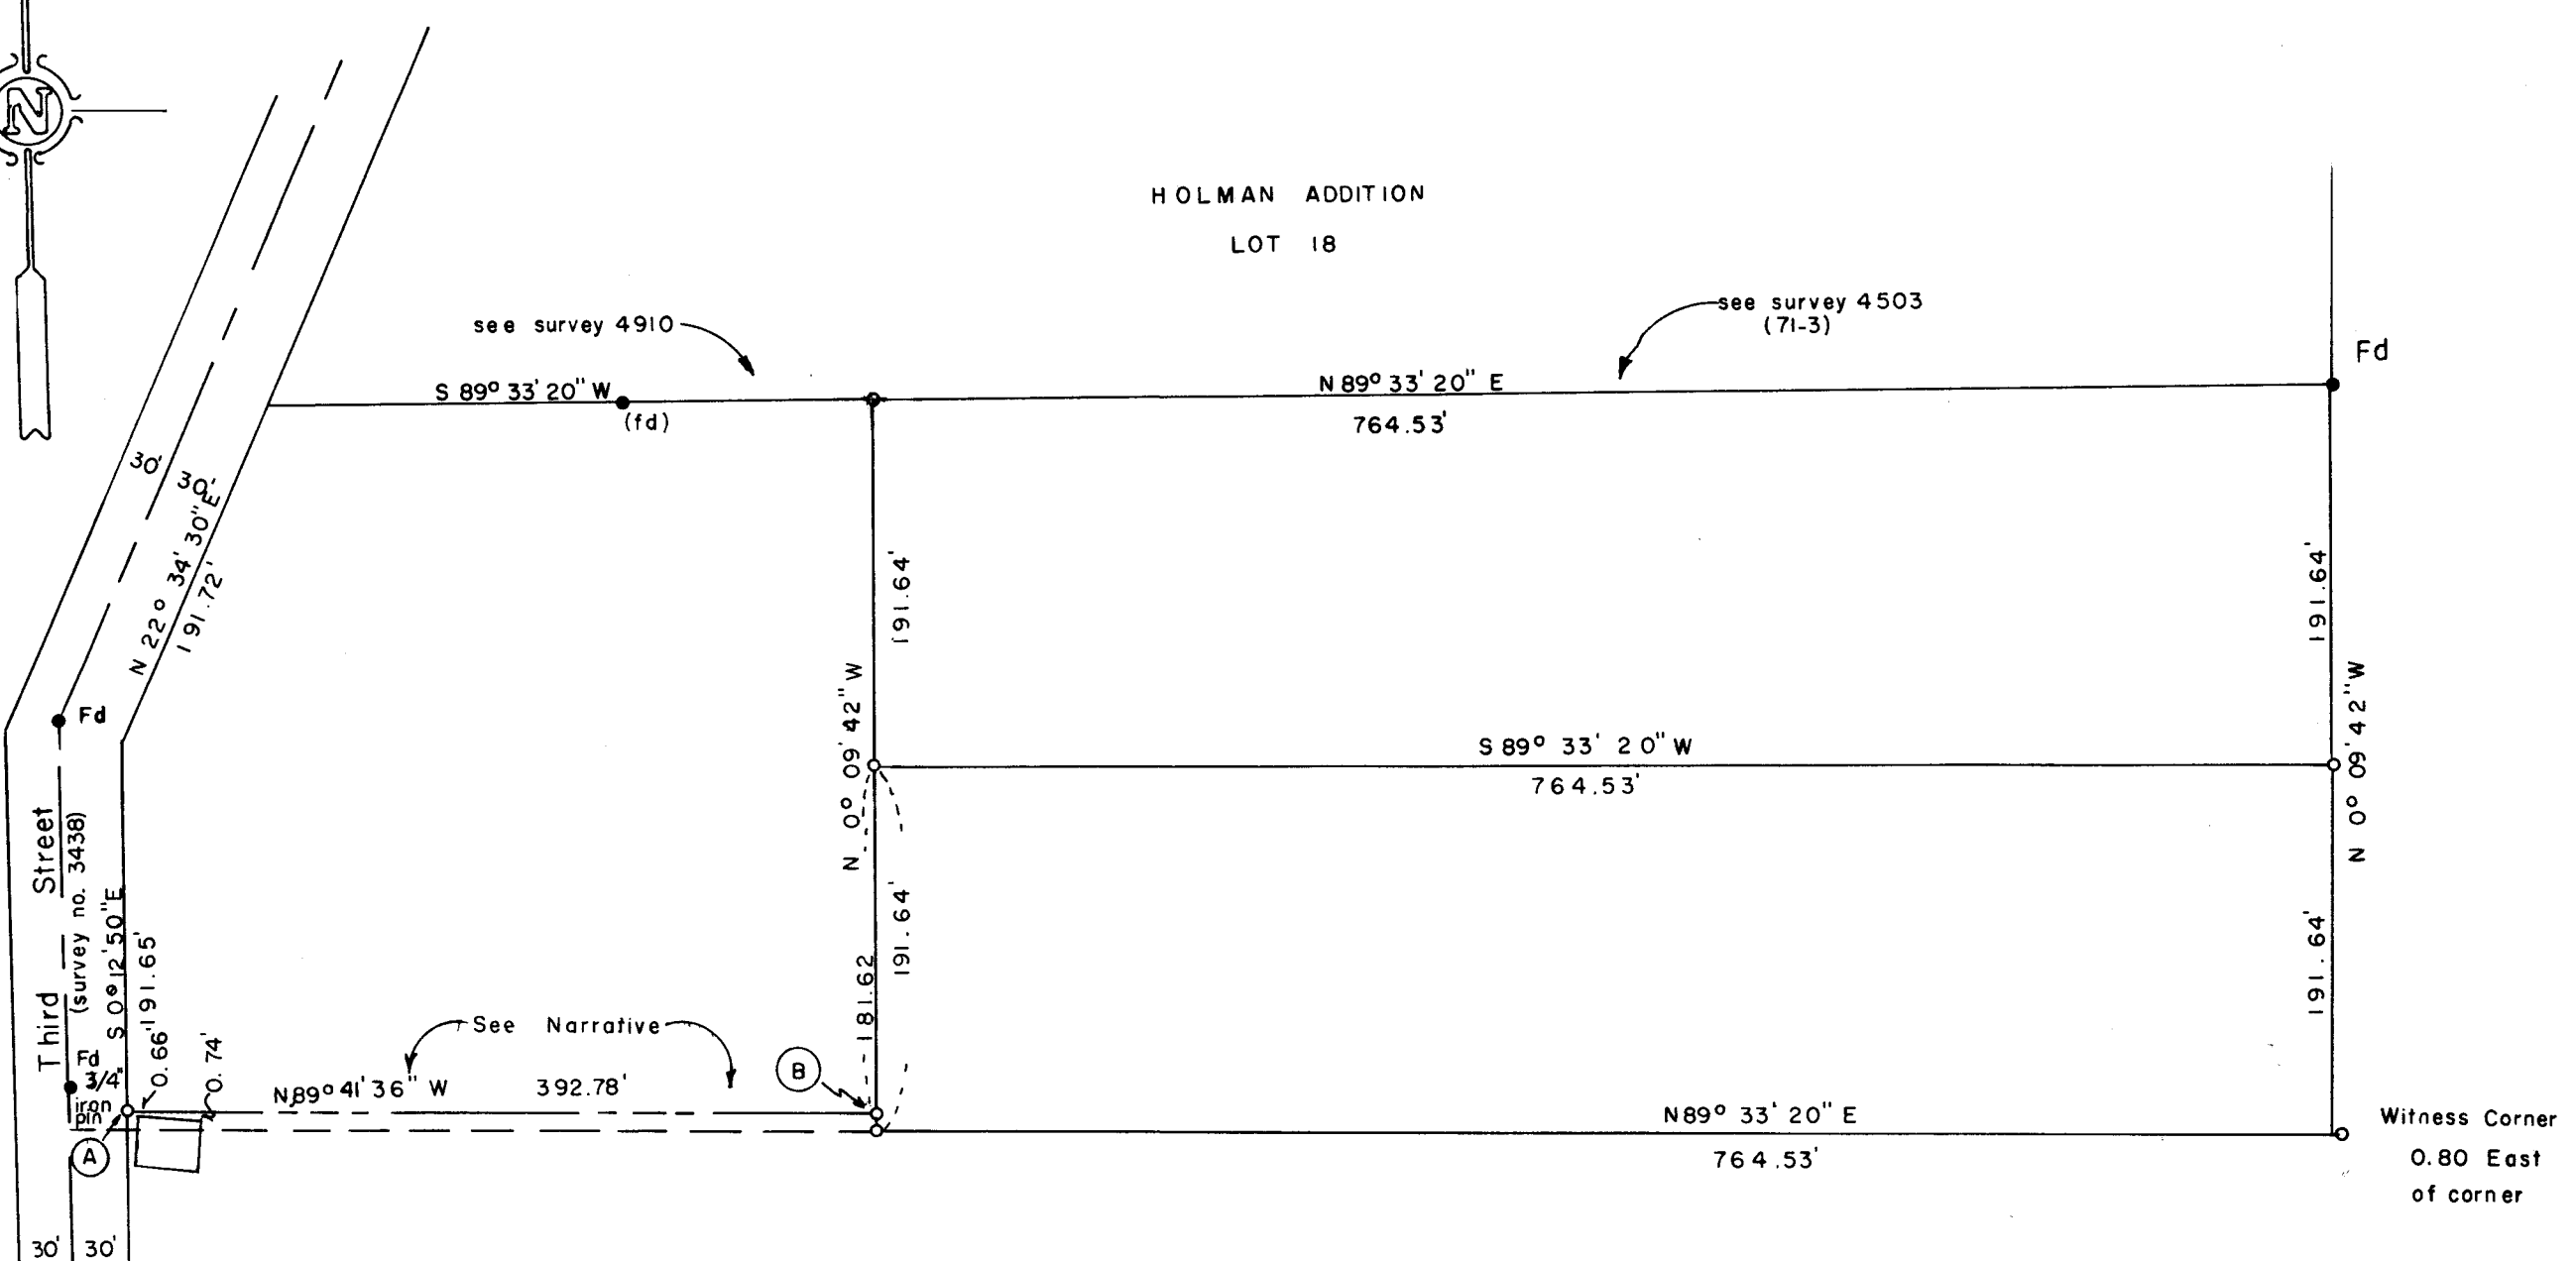 N
HOLMAN ADDITION
LOT 18
see survey 4910
see survey 4503
(71-3)
Fd
S 89° 33' 20" W
(fd)
N 89° 33' 20" E
764.53'
30'
30'
N 22° 34' 30" E
191.72'
191.64'
191.64'
Fd
N 0° 09' 42" W
N 0° 09' 42" W
S 89° 33' 20" W
764.53'
Third Street
(survey no. 3438)
S 0° 12' 50" E
191.65'
181.62
191.64'
191.64'
0.66'
0.74'
See Narrative
Fd
3/4"
iron
pin
N 89° 41' 36" W
392.78'
B
A
N 89° 33' 20" E
764.53'
Witness Corner
0.80 East
of corner
30'
30'